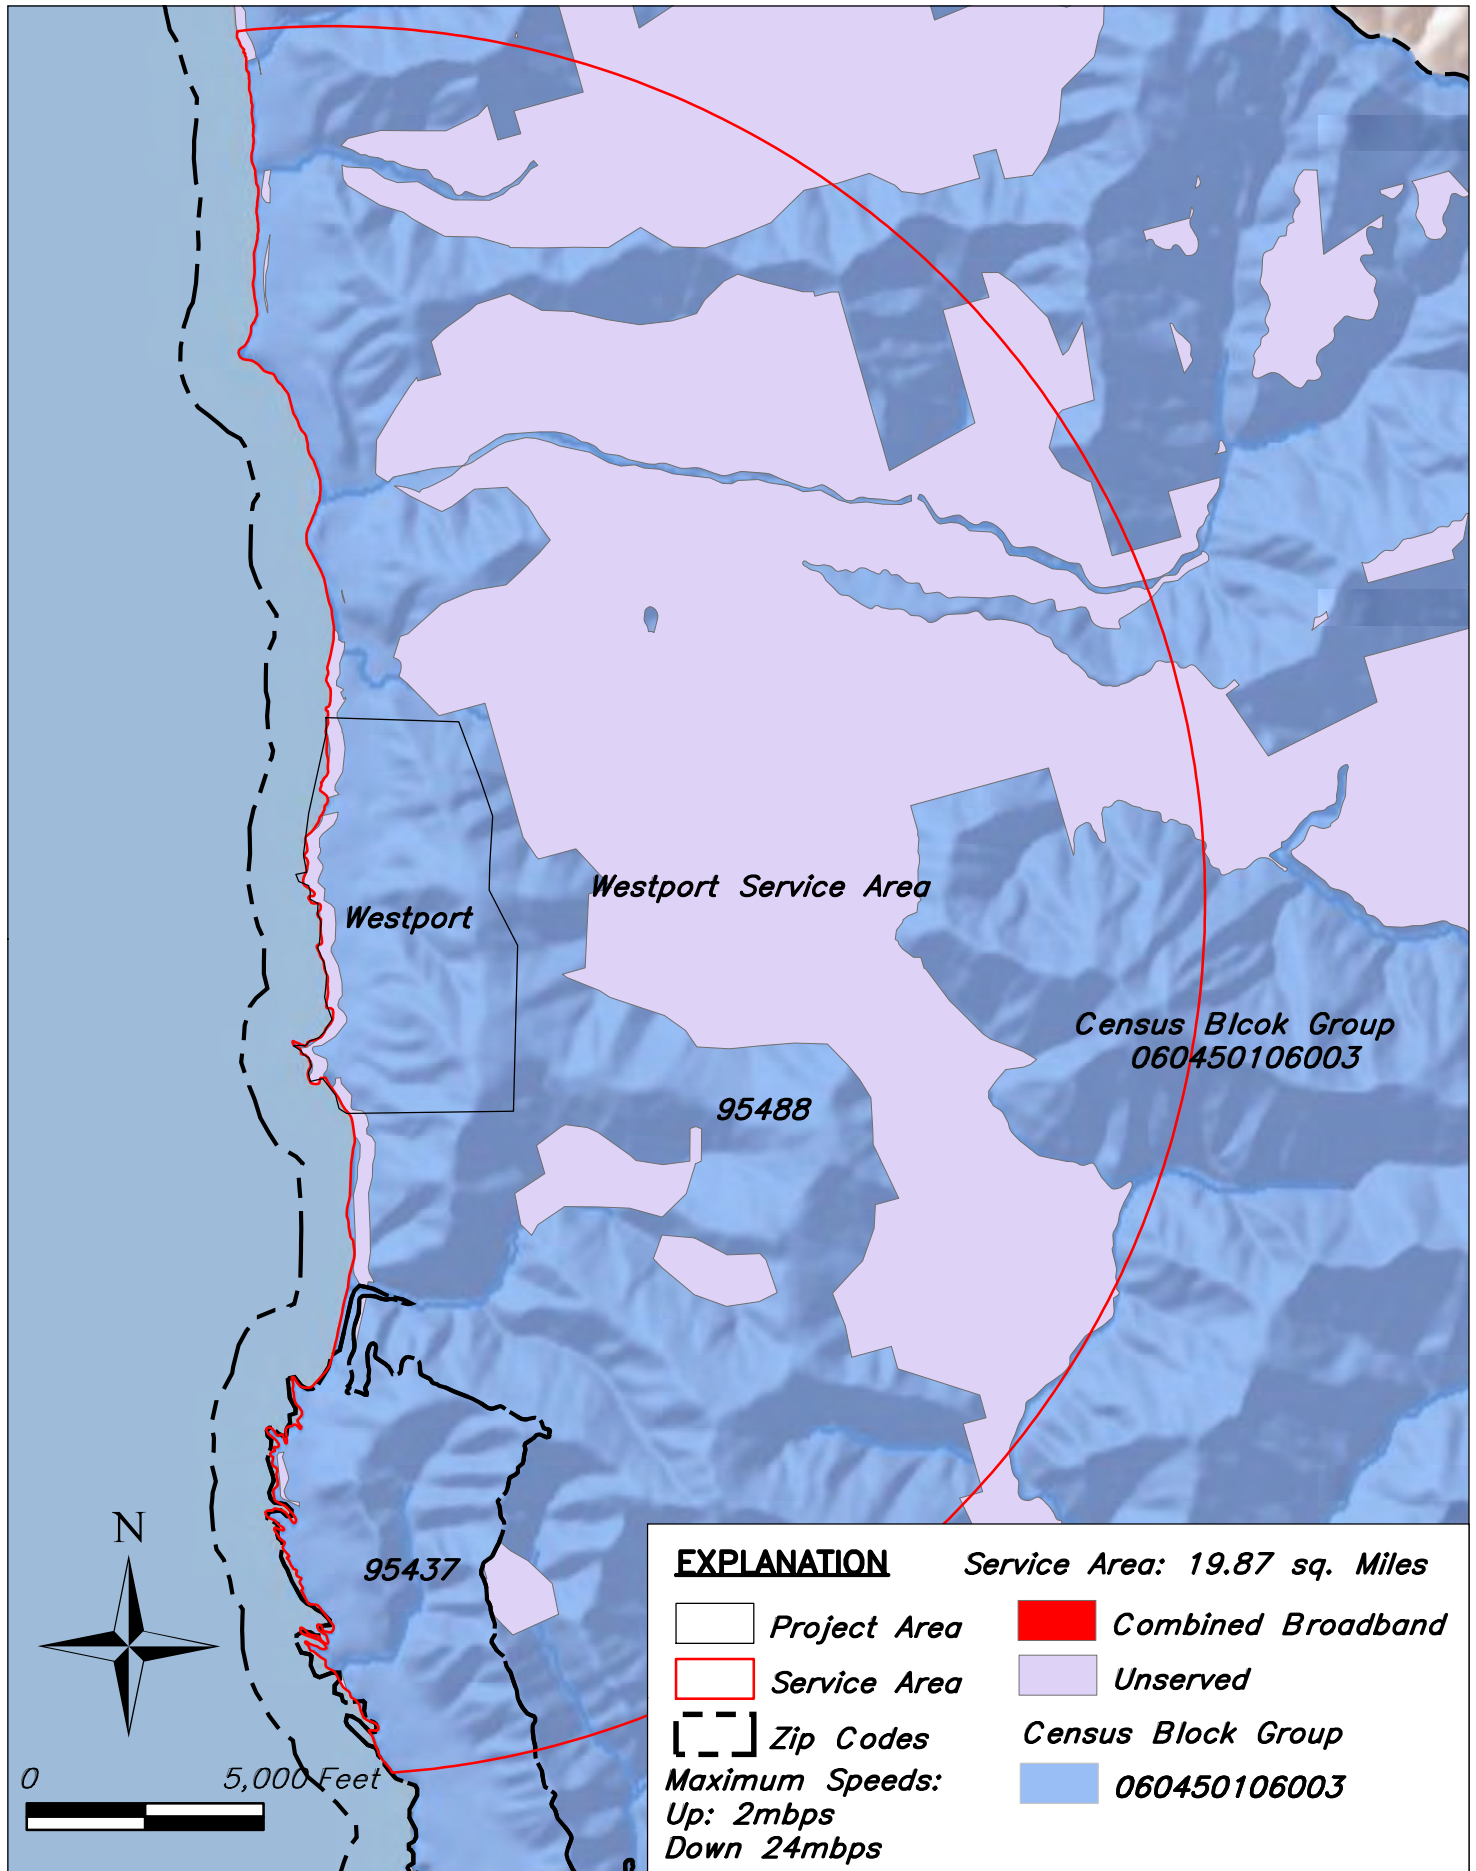 Westport Service Area
Westport
Census Blcok Group
060450106003
95488
95437
N
0 5,000 Feet
EXPLANATION Service Area: 19.87 sq. Miles
Project Area Combined Broadband
Service Area Unserved
Zip Codes Census Block Group
Maximum Speeds: 060450106003
Up: 2mbps
Down 24mbps